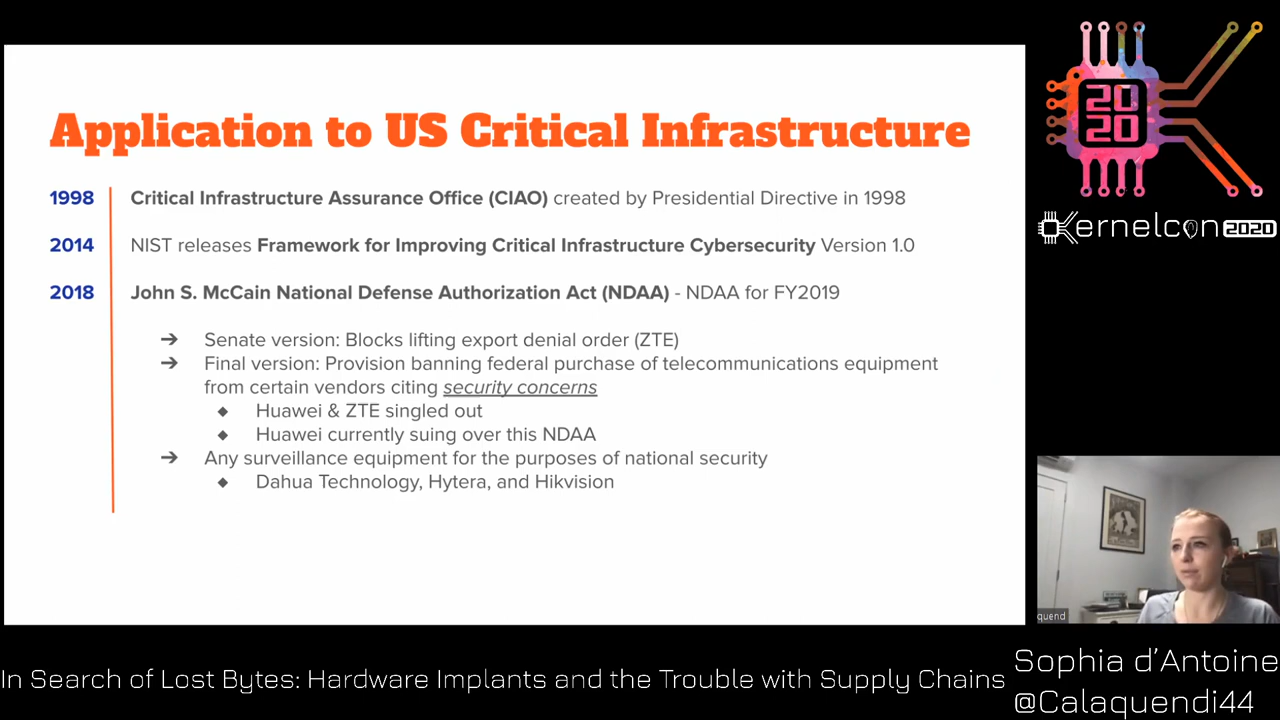 Application to US Critical Infrastructure
1998 Critical Infrastructure Assurance Office (CIAO) created by Presidential Directive in 1998
2014 NIST releases Framework for Improving Critical Infrastructure Cybersecurity Version 1.0
2018 John S. McCain National Defense Authorization Act (NDAA) - NDAA for FY2019
➔ Senate version: Blocks lifting export denial order (ZTE)
➔ Final version: Provision banning federal purchase of telecommunications equipment
from certain vendors citing security concerns
◆ Huawei & ZTE singled out
◆ Huawei currently suing over this NDAA
➔ Any surveillance equipment for the purposes of national security
◆ Dahua Technology, Hytera, and Hikvision
20
20
Kernelcon 2020
quend
In Search of Lost Bytes: Hardware Implants and the Trouble with Supply Chains
Sophia d'Antoine
@Calaquendi44